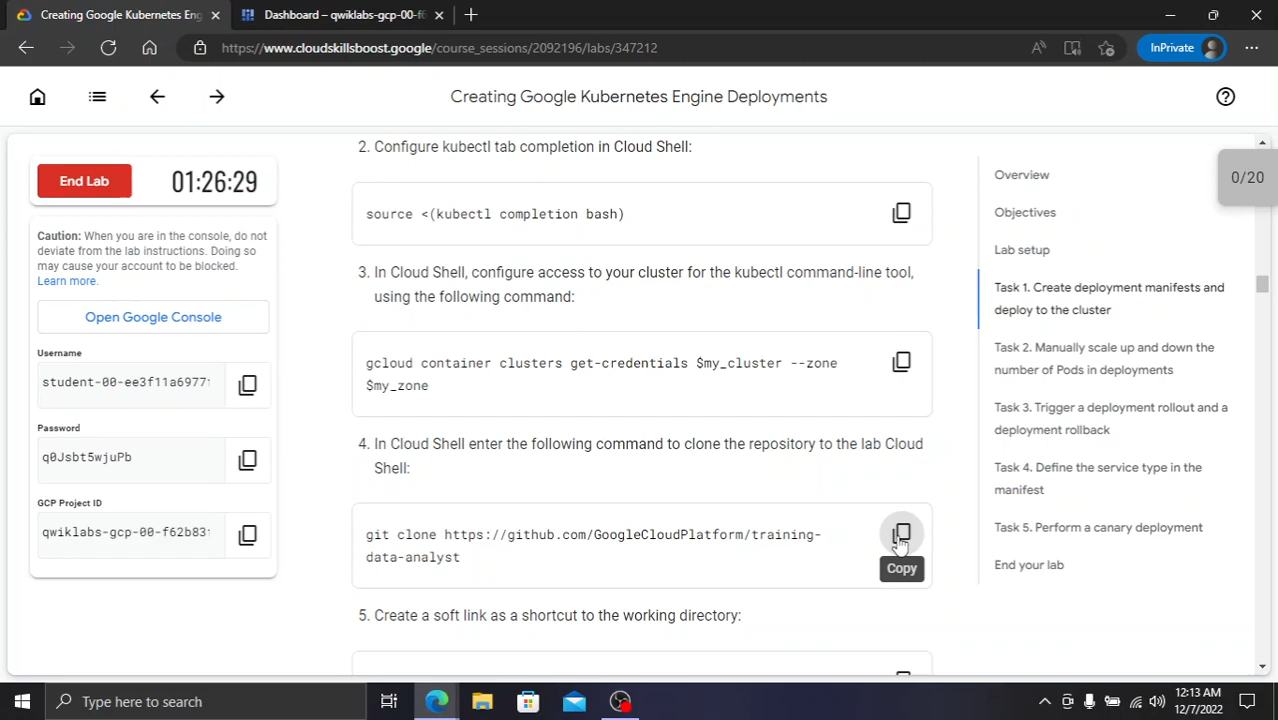 Creating Google Kubernetes Eng
Dashboard – qwiklabs-gcp-00-f6
https://www.cloudskillsboost.google/course_sessions/2092196/labs/347212
InPrivate
Creating Google Kubernetes Engine Deployments
End Lab
01:26:29
Caution: When you are in the console, do not
deviate from the lab instructions. Doing so
may cause your account to be blocked.
Learn more.
Open Google Console
Username
student-00-ee3f11a6977f
Password
q0Jsbt5wjuPb
GCP Project ID
qwiklabs-gcp-00-f62b83f
2. Configure kubectl tab completion in Cloud Shell:
source <(kubectl completion bash)
3. In Cloud Shell, configure access to your cluster for the kubectl command-line tool,
using the following command:
gcloud container clusters get-credentials $my_cluster --zone
$my_zone
4. In Cloud Shell enter the following command to clone the repository to the lab Cloud
Shell:
git clone https://github.com/GoogleCloudPlatform/training-
data-analyst
Copy
5. Create a soft link as a shortcut to the working directory:
0/20
Overview
Objectives
Lab setup
Task 1. Create deployment manifests and
deploy to the cluster
Task 2. Manually scale up and down the
number of Pods in deployments
Task 3. Trigger a deployment rollout and a
deployment rollback
Task 4. Define the service type in the
manifest
Task 5. Perform a canary deployment
End your lab
Type here to search
12:13 AM
12/7/2022